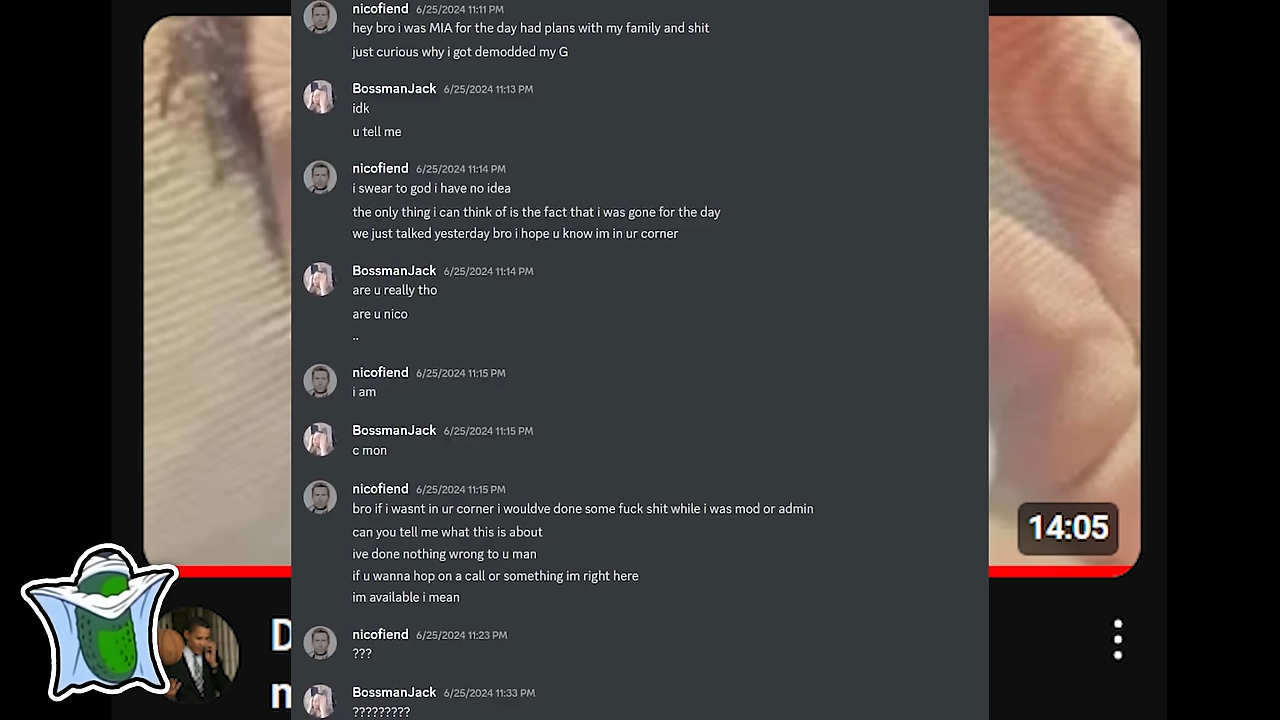 nicofiend 6/25/2024 11:11 PM
hey bro i was MIA for the day had plans with my family and shit
just curious why i got demodded my G
BossmanJack 6/25/2024 11:13 PM
idk
u tell me
nicofiend 6/25/2024 11:14 PM
i swear to god i have no idea
the only thing i can think of is the fact that i was gone for the day
we just talked yesterday bro i hope u know im in ur corner
BossmanJack 6/25/2024 11:14 PM
are u really tho
are u nico
..
nicofiend 6/25/2024 11:15 PM
i am
BossmanJack 6/25/2024 11:15 PM
c mon
nicofiend 6/25/2024 11:15 PM
bro if i wasnt in ur corner i wouldve done some fuck shit while i was mod or admin
can you tell me what this is about
ive done nothing wrong to u man
if u wanna hop on a call or something im right here
im available i mean
nicofiend 6/25/2024 11:23 PM
???
BossmanJack 6/25/2024 11:33 PM
?????????
14:05